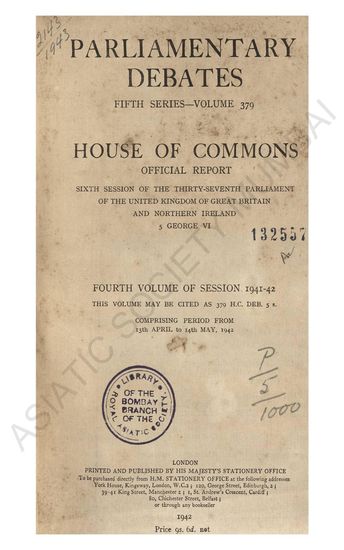 2143
1943
PARLIAMENTARY
DEBATES
FIFTH SERIES—VOLUME 379
HOUSE OF COMMONS
OFFICIAL REPORT
SIXTH SESSION OF THE THIRTY-SEVENTH PARLIAMENT
OF THE UNITED KINGDOM OF GREAT BRITAIN
AND NORTHERN IRELAND
5 GEORGE VI
132557
FOURTH VOLUME OF SESSION 1941-42
THIS VOLUME MAY BE CITED AS 379 H.C. DEB. 5 s.
COMPRISING PERIOD FROM
13th APRIL to 14th MAY, 1942
P
5
1000
LIBRARY
OF THE
BOMBAY
BRANCH
OF THE
ROYAL ASIATIC SOCIETY.
LONDON
PRINTED AND PUBLISHED BY HIS MAJESTY'S STATIONERY OFFICE
To be purchased directly from H.M. STATIONERY OFFICE at the following addresses
York House, Kingsway, London, W.C.2; 120, George Street, Edinburgh, 2;
39-41 King Street, Manchester 2; 1, St. Andrew's Crescent, Cardiff;
80, Chichester Street, Belfast;
or through any bookseller
1942
Price 9s. 6d. net
ASIATIC SOCIETY MUMBAI